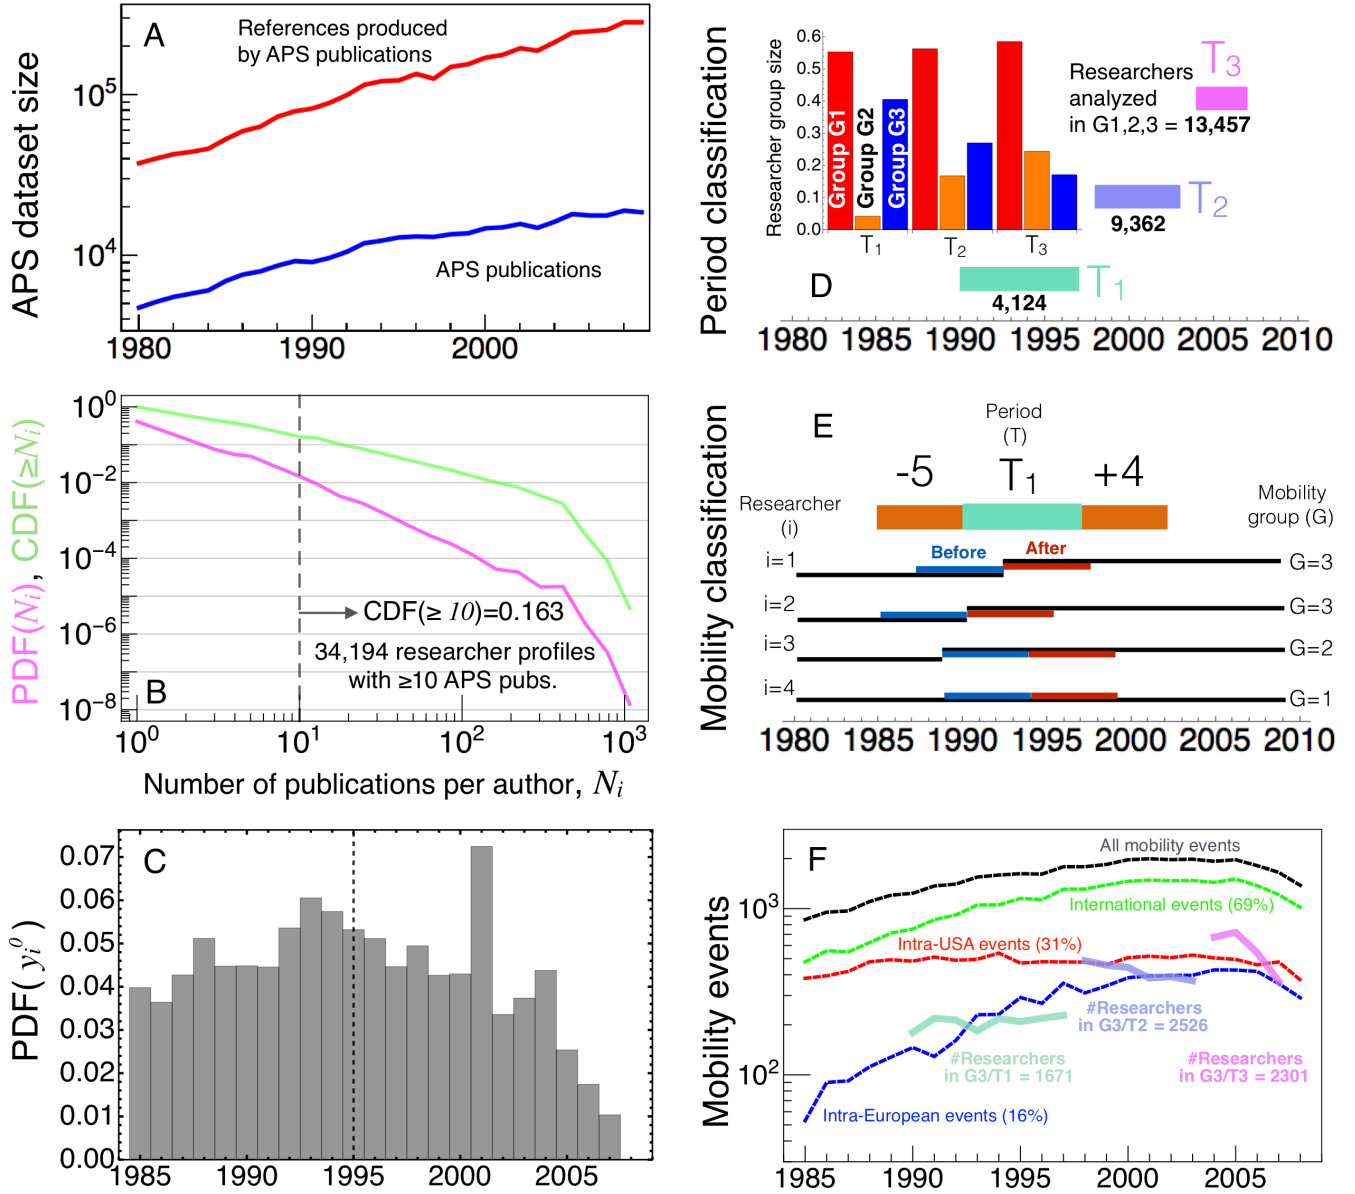 A
References produced
by APS publications
APS publications
APS dataset size
10^5
10^4
1980
1990
2000
Period classification
Researcher group size
0.6
0.5
0.4
0.3
0.2
0.1
0.0
Group G1
Group G2
Group G3
T1
T2
T3
Researchers
analyzed
in G1,2,3 = 13,457
T3
T2
9,362
D
T1
4,124
1980 1985 1990 1995 2000 2005 2010
PDF(Ni), CDF(≥Ni)
10^0
10^-2
10^-4
10^-6
10^-8
CDF(≥ 10)=0.163
34,194 researcher profiles
with ≥10 APS pubs.
B
10^0 10^1 10^2 10^3
Number of publications per author, Ni
Mobility classification
E
Period
(T)
-5 T1 +4
Researcher
(i)
Mobility
group (G)
Before After
i=1 G=3
i=2 G=3
i=3 G=2
i=4 G=1
1980 1985 1990 1995 2000 2005 2010
PDF( yi^0 )
C
0.07
0.06
0.05
0.04
0.03
0.02
0.01
0.00
1985 1990 1995 2000 2005
Mobility events
F
All mobility events
10^3
International events (69%)
Intra-USA events (31%)
#Researchers
in G3/T2 = 2526
#Researchers
in G3/T1 = 1671
#Researchers
in G3/T3 = 2301
10^2
Intra-European events (16%)
1985 1990 1995 2000 2005